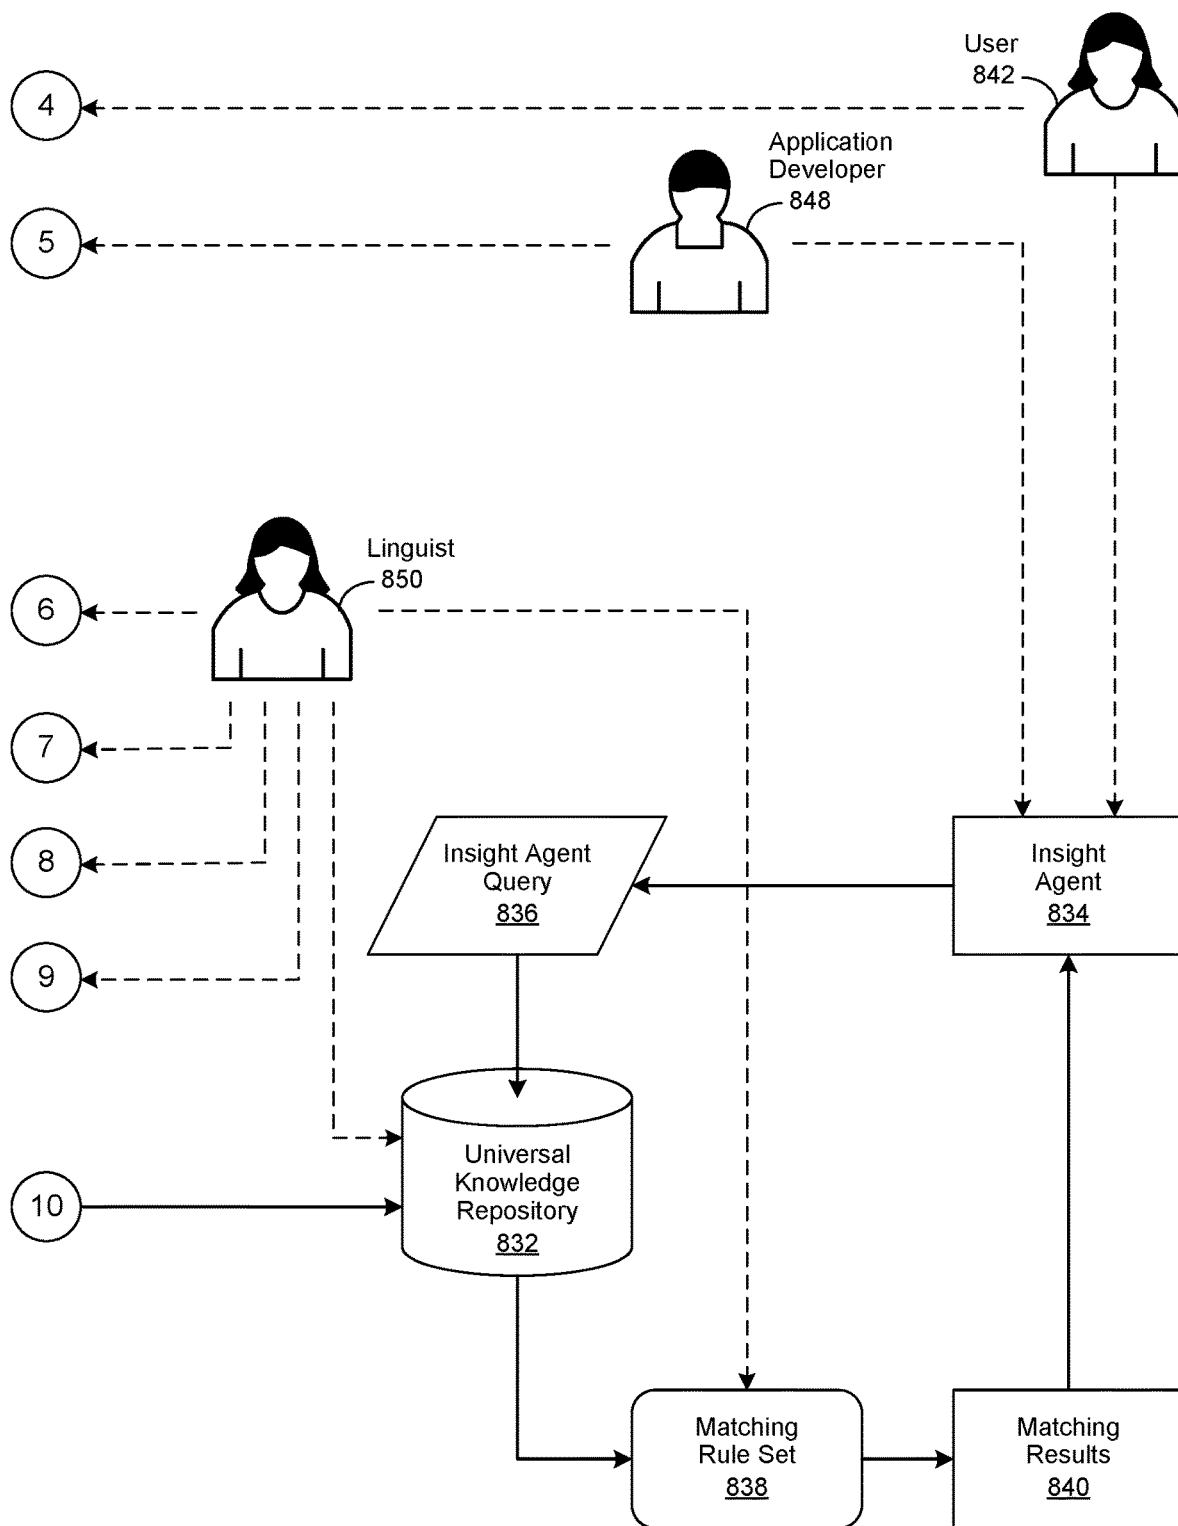 User
842
4
Application
Developer
848
5
Linguist
850
6
7
8
9
Insight Agent
Query
836
Insight
Agent
834
Universal
Knowledge
Repository
832
10
Matching
Rule Set
838
Matching
Results
840